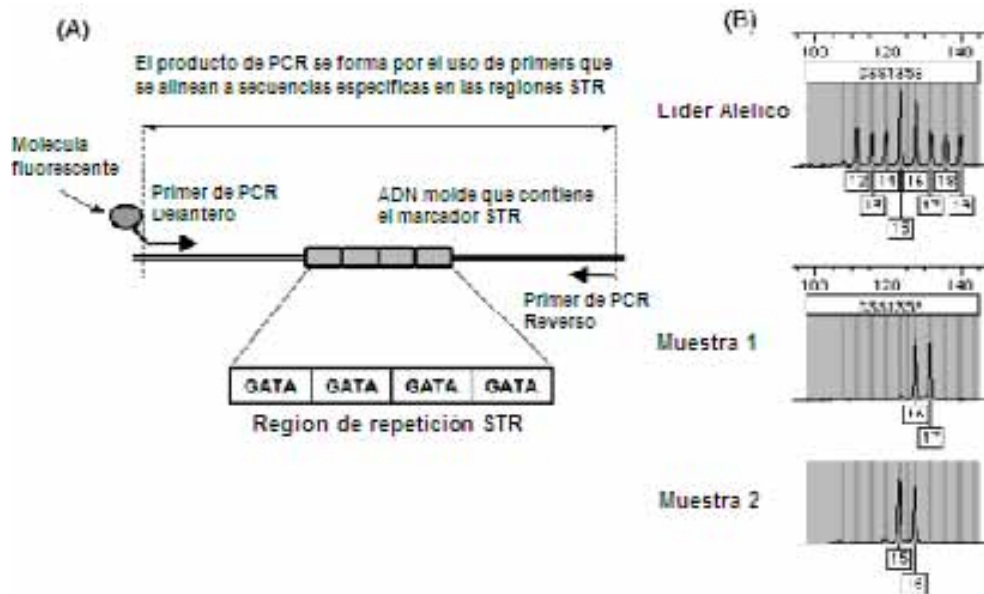 (A)
El producto de PCR se forma por el uso de primers que
se alinean a secuencias especificas en las regiones STR
Molecula
fluorescente
Primer de PCR
Delantero
ADN molde que contiene
el marcador STR
Primer de PCR
Reverso
GATA GATA GATA GATA
Region de repetición STR
(B)
100 120 140
Lider Alelico
12 14 16 18
13 17 19
15
100 120 140
Muestra 1
16
17
Muestra 2
15
16